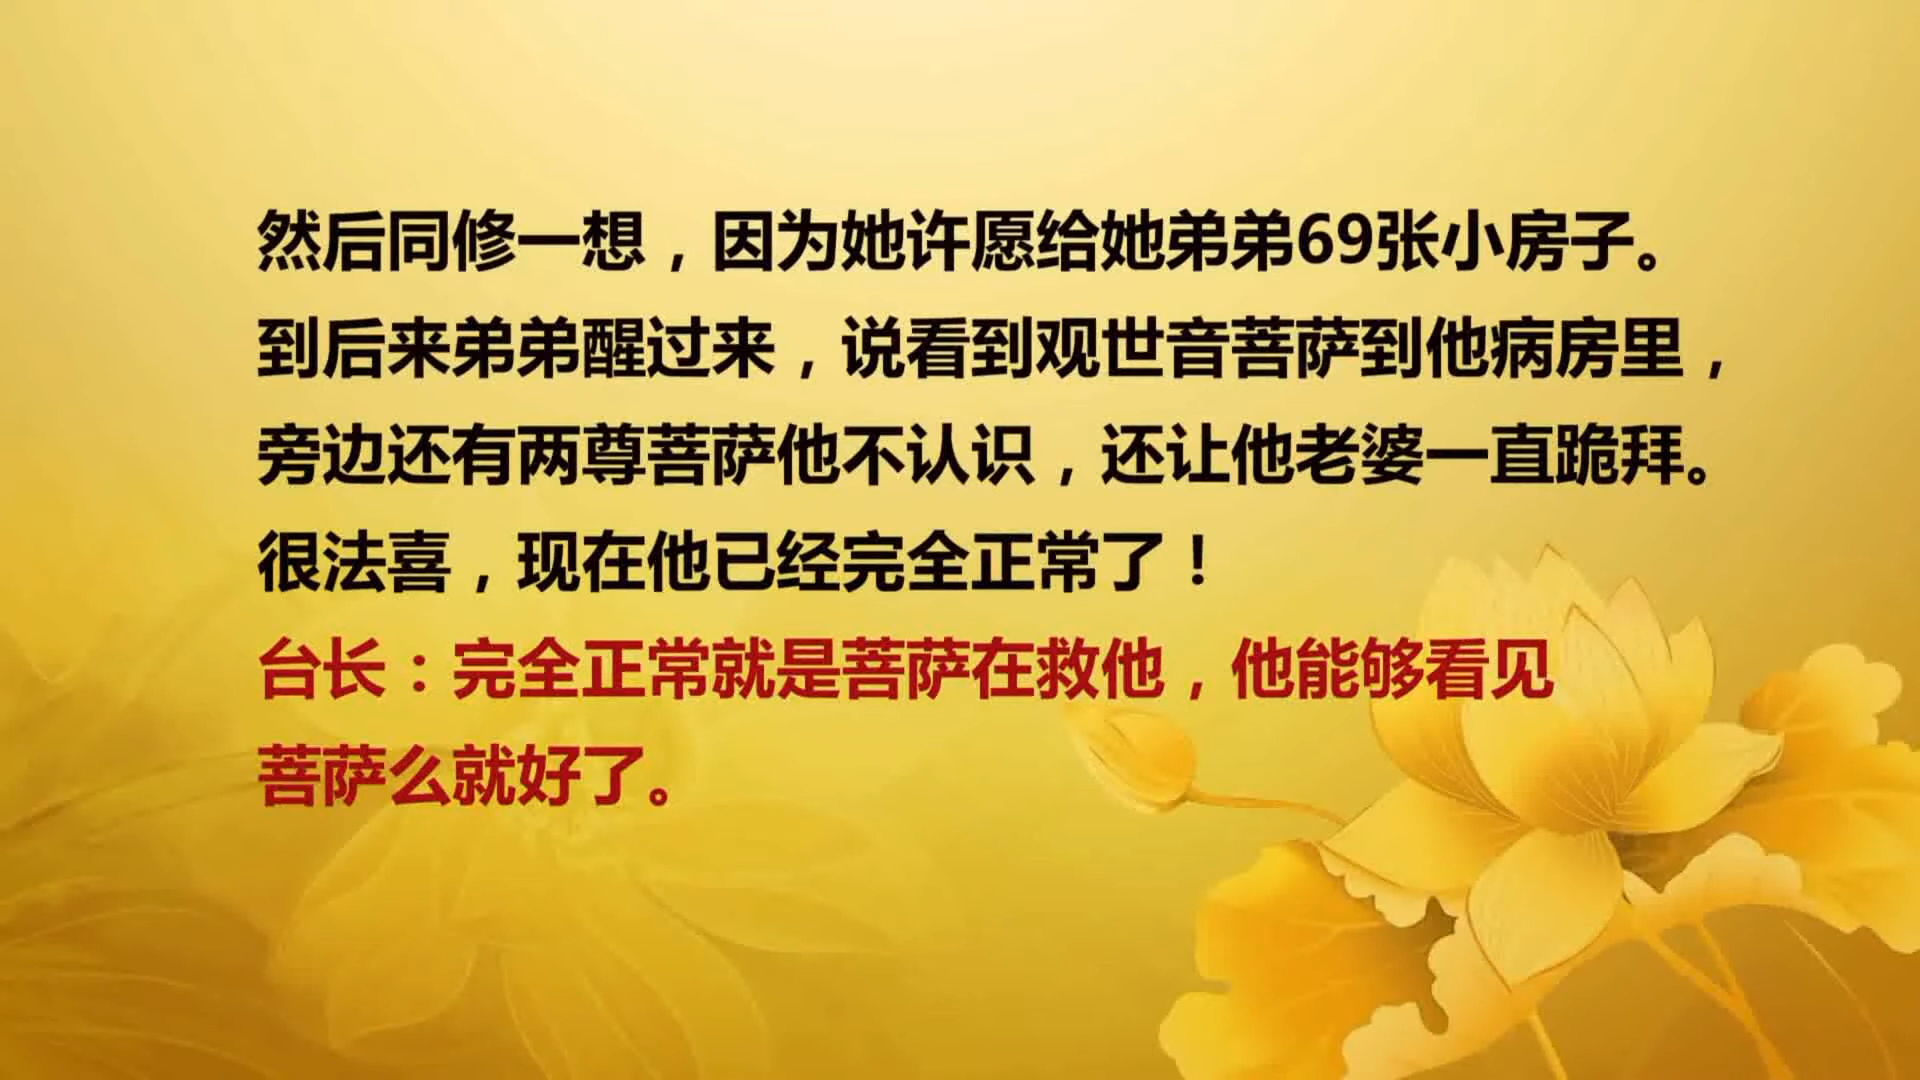 然后同修一想，因为她许愿给她弟弟69张小房子。
到后来弟弟醒过来，说看到观世音菩萨到他病房里，
旁边还有两尊菩萨他不认识，还让他老婆一直跪拜。
很法喜，现在他已经完全正常了！
台长：完全正常就是菩萨在救他，他能够看见
菩萨么就好了。